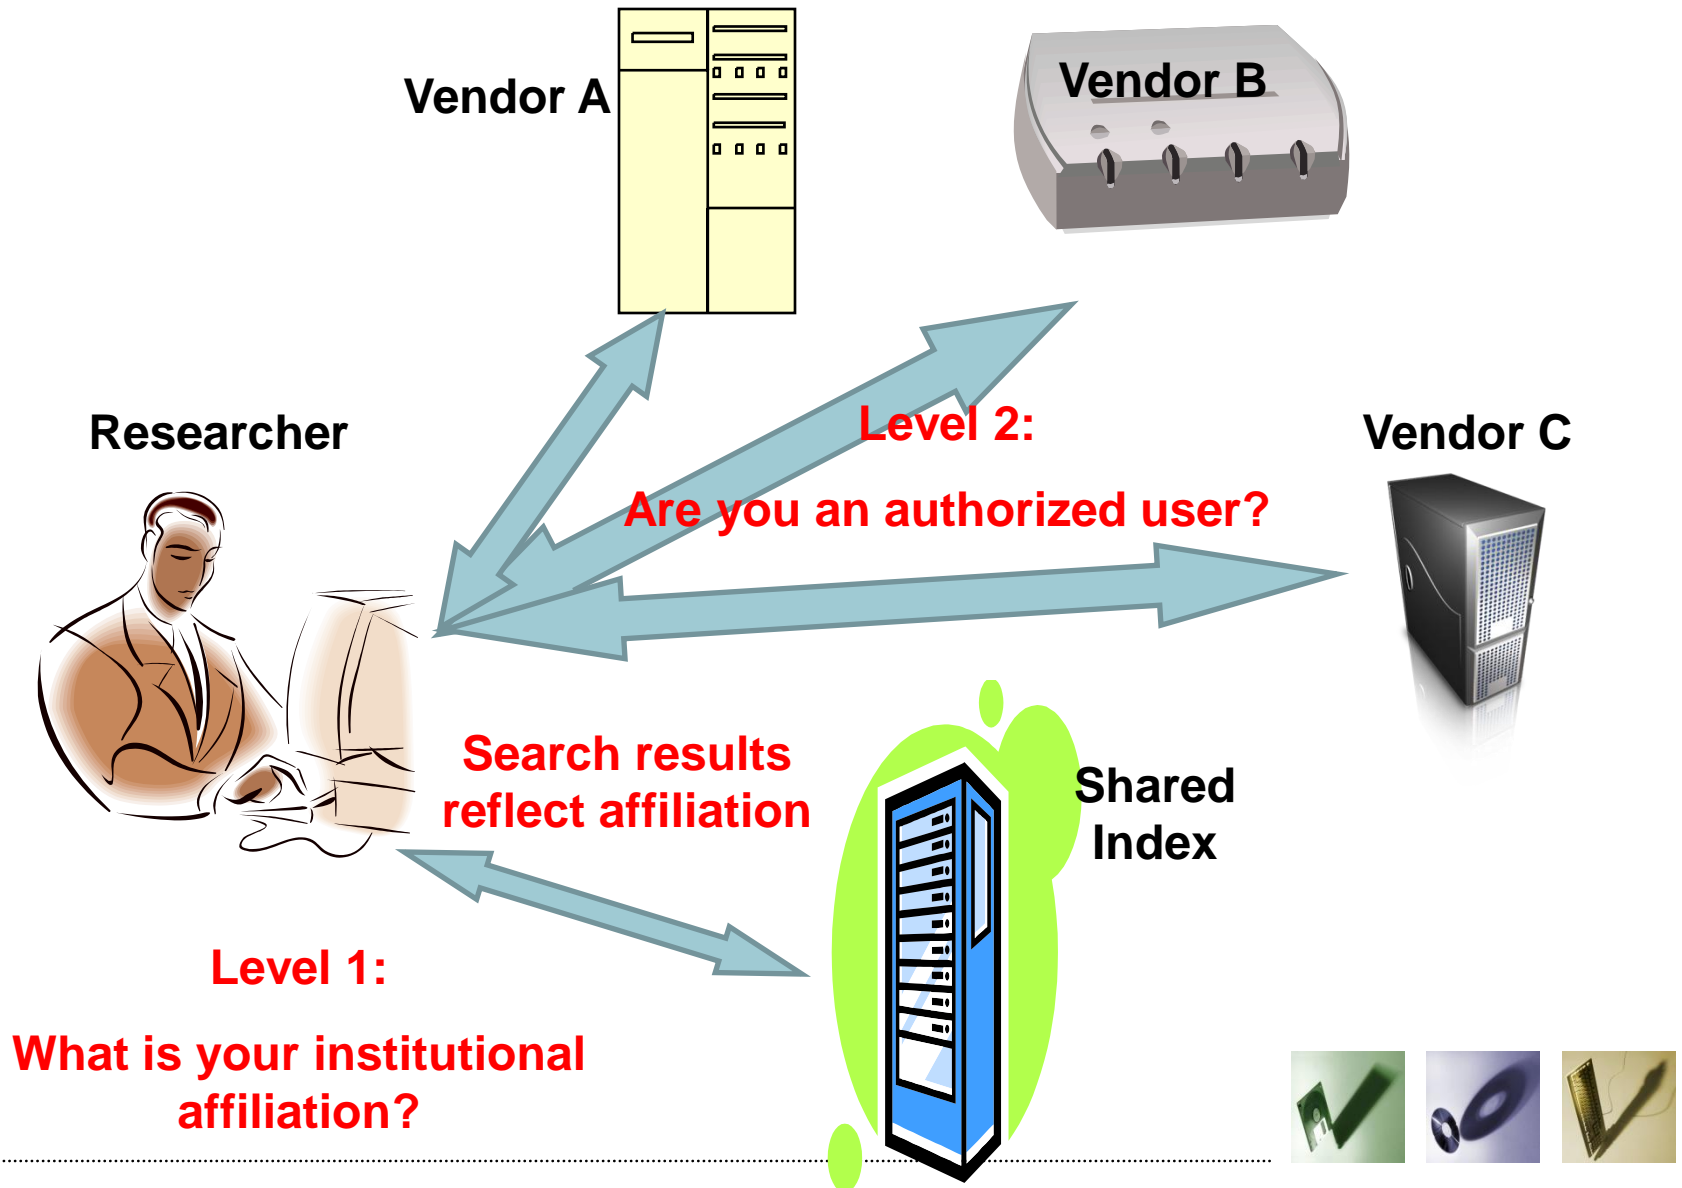 Vendor A
Vendor B
Researcher
Level 2:
Vendor C
Are you an authorized user?
Search results
reflect affiliation
Shared
Index
Level 1:
What is your institutional
affiliation?